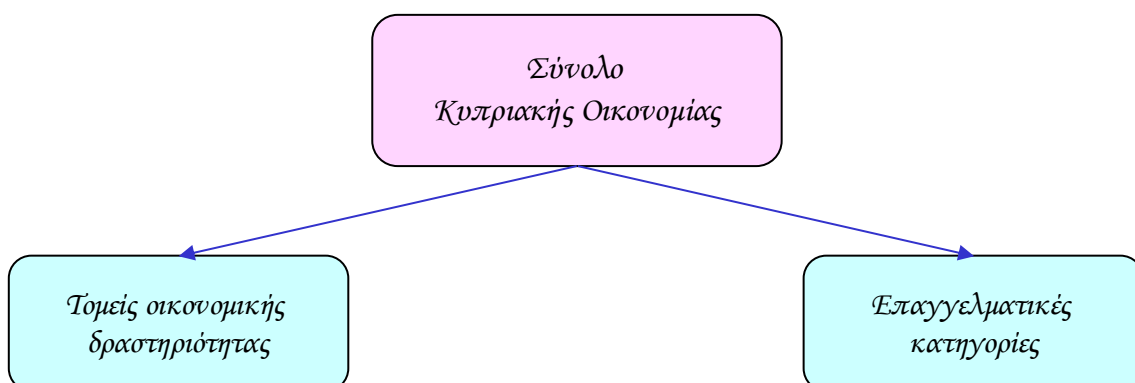 Σύνολο
Κυπριακής Οικονομίας
Τομείς οικονομικής
δραστηριότητας
Επαγγελματικές
κατηγορίες